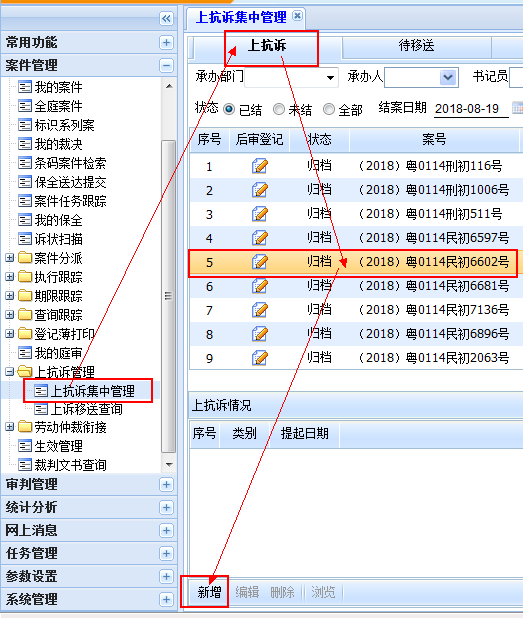 常用功能
案件管理
我的案件
全庭案件
标识系列案
我的裁决
条码案件检索
保全送达提交
案件任务跟踪
我的保全
诉状扫描
案件分派
执行跟踪
期限跟踪
查询跟踪
登记薄打印
我的庭审
上抗诉管理
上抗诉集中管理
上诉移送查询
劳动仲裁衔接
生效管理
裁判文书查询
审判管理
统计分析
网上消息
任务管理
参数设置
系统管理
上抗诉集中管理
上抗诉 待移送
承办部门 承办人 书记员
状态 已结 未结 全部 结案日期 2018-08-19
序号 后审登记 状态 案号
1 归档 （2018）粤0114刑初116号
2 归档 （2018）粤0114刑初1006号
3 归档 （2018）粤0114刑初511号
4 归档 （2018）粤0114民初6597号
5 归档 （2018）粤0114民初6602号
6 归档 （2018）粤0114民初6681号
7 归档 （2018）粤0114民初7136号
8 归档 （2018）粤0114民初6896号
9 归档 （2018）粤0114民初2063号
上抗诉情况
序号 类别 提起日期
新增 编辑 删除 浏览